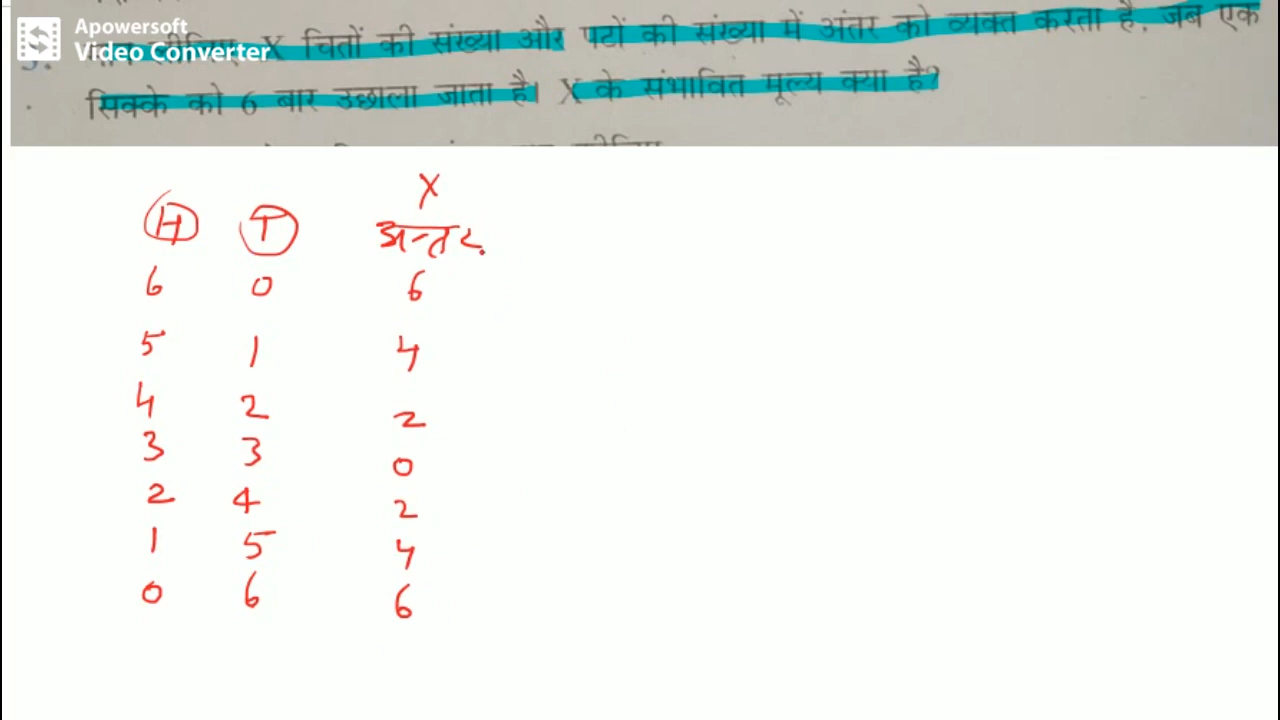 Apowersoft
Video Converter
X चितों की संख्या और पटों की संख्या में अंतर को व्यक्त करता है. जब एक
सिक्के को 6 बार उछाला जाता है। X के संभावित मूल्य क्या है?
X
H T अन्तर
6 0 6
5 1 4
4 2 2
3 3 0
2 4 2
1 5 4
0 6 6